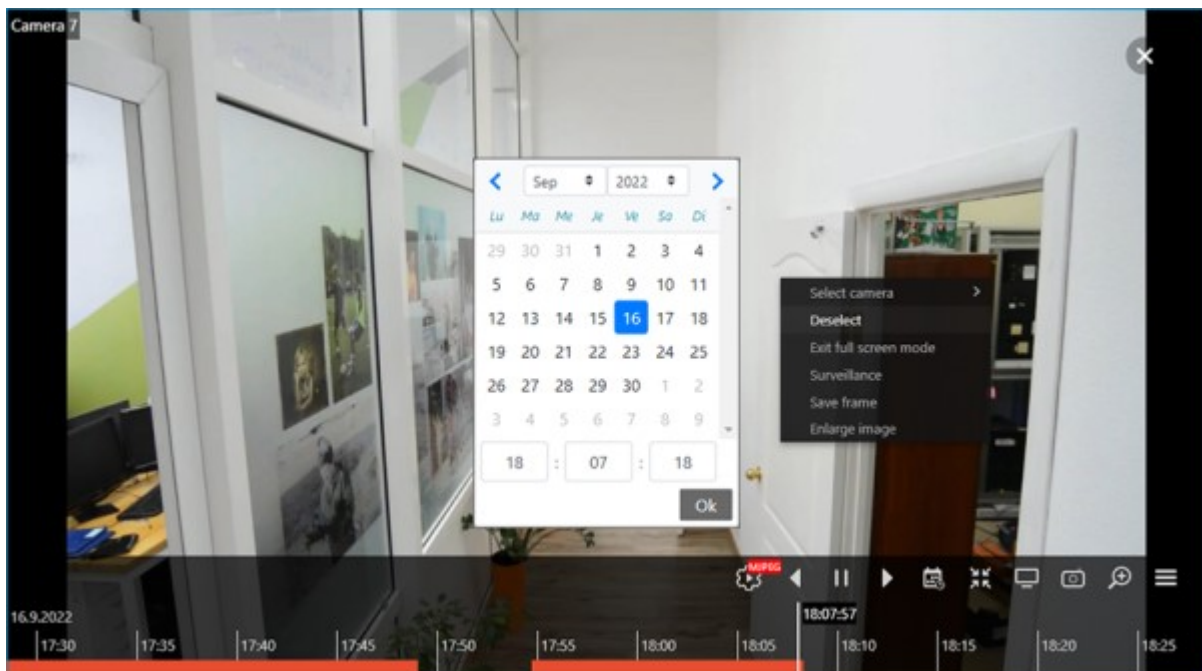 Camera 7
Sep 2022
Lu Ma Me Je Ve Sa Di
29 30 31 1 2 3 4
5 6 7 8 9 10 11
12 13 14 15 16 17 18
19 20 21 22 23 24 25
26 27 28 29 30 1 2
3 4 5 6 7 8 9
18 : 07 : 18
Ok
Select camera
Deselect
Exit full screen mode
Surveillance
Save frame
Enlarge image
MJPEG
16.9.2022
18:07:57
17:30 17:35 17:40 17:45 17:50 17:55 18:00 18:05 18:10 18:15 18:20 18:25